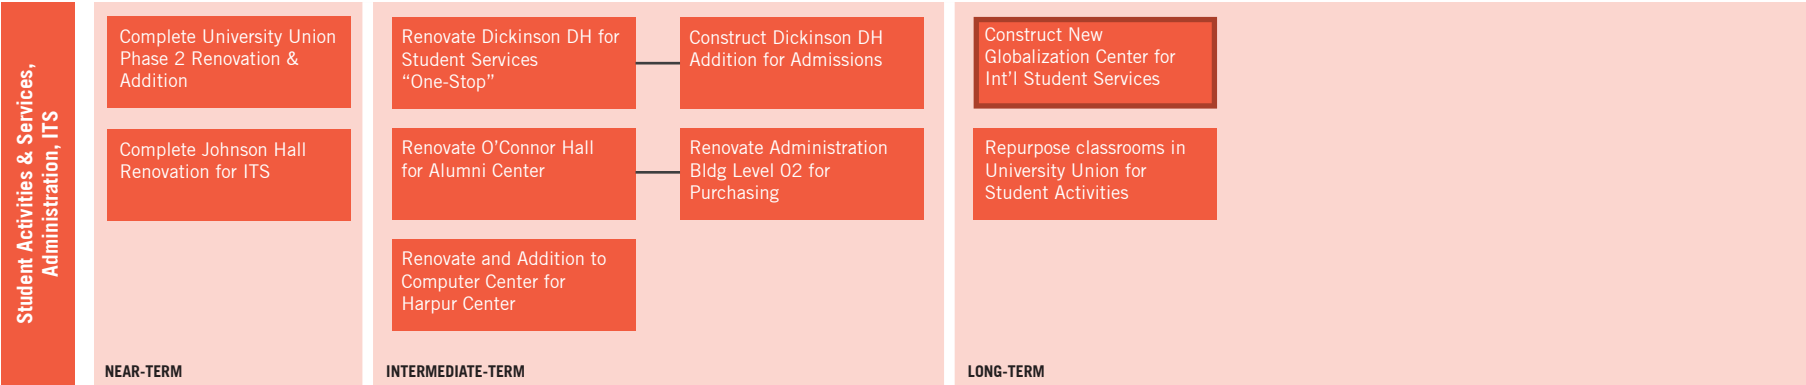 Student Activities & Services,
Administration, ITS
Complete University Union
Phase 2 Renovation &
Addition
Complete Johnson Hall
Renovation for ITS
NEAR-TERM
Renovate Dickinson DH for
Student Services
“One-Stop”
Construct Dickinson DH
Addition for Admissions
Renovate O’Connor Hall
for Alumni Center
Renovate Administration
Bldg Level 02 for
Purchasing
Renovate and Addition to
Computer Center for
Harpur Center
INTERMEDIATE-TERM
Construct New
Globalization Center for
Int’l Student Services
Repurpose classrooms in
University Union for
Student Activities
LONG-TERM